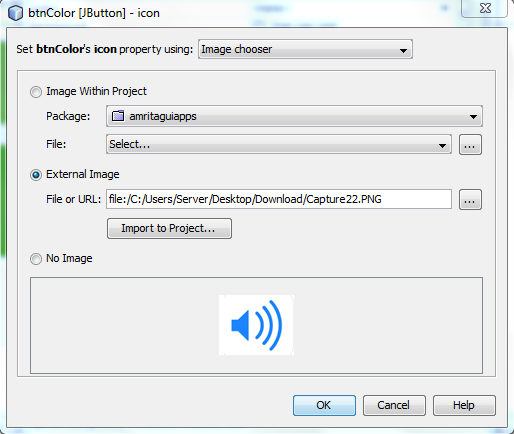 btnColor [JButton] - icon
Set btnColor's icon property using: Image chooser
Image Within Project
Package: amritaguiapps
File: Select... ...
External Image
File or URL: file:/C:/Users/Server/Desktop/Download/Capture22.PNG ...
Import to Project...
No Image
OK Cancel Help